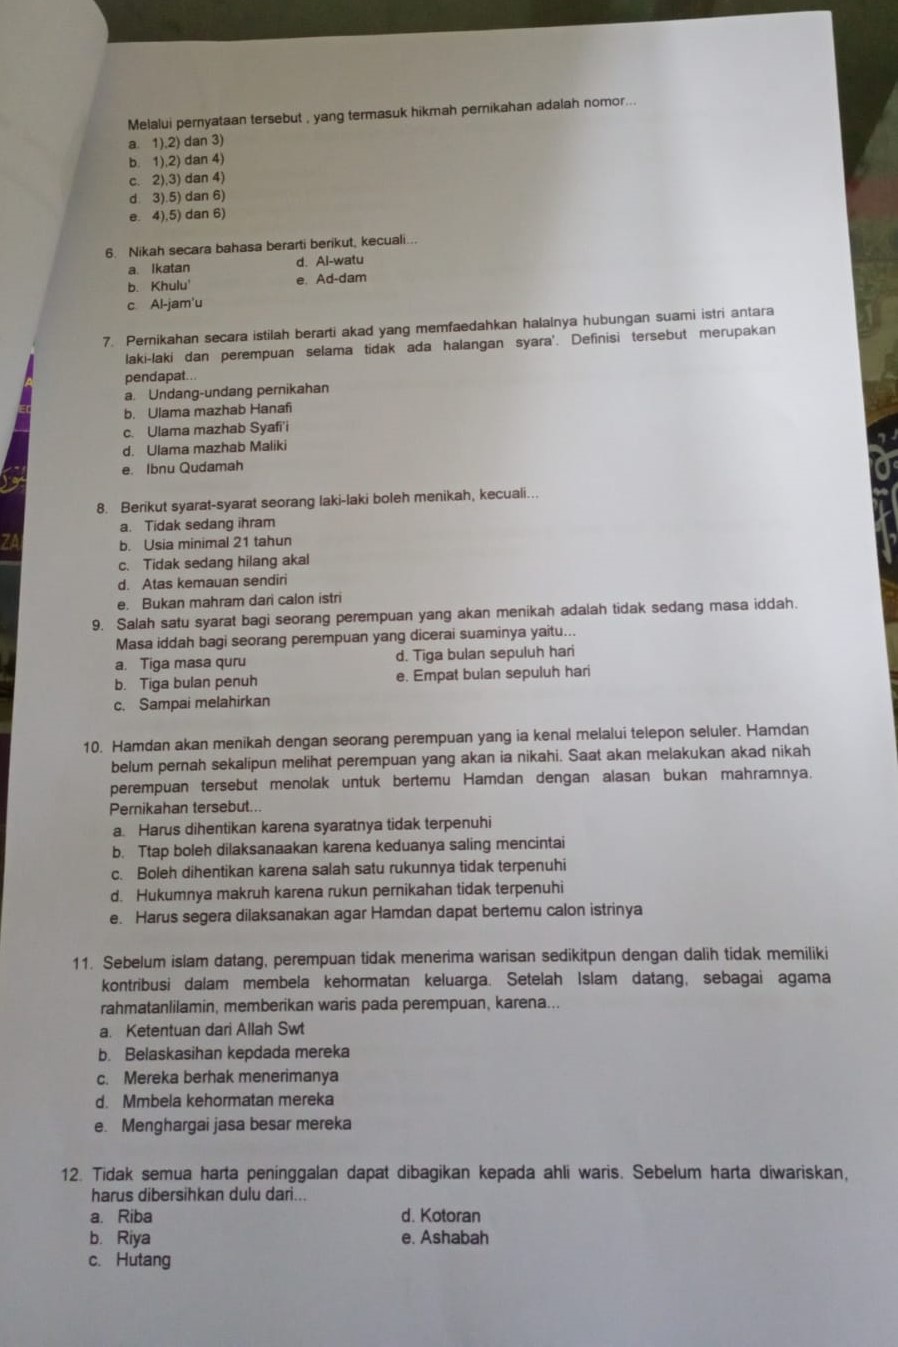 Melalui pernyataan tersebut , yang termasuk hikmah pernikahan adalah nomor...
a. 1),2) dan 3)
b. 1),2) dan 4)
c. 2),3) dan 4)
d. 3).5) dan 6)
e. 4),5) dan 6)
6. Nikah secara bahasa berarti berikut, kecuali...
a. Ikatan
b. Khulu'
c. Al-jam'u
d. Al-watu
e. Ad-dam
7. Pernikahan secara istilah berarti akad yang memfaedahkan halalnya hubungan suami istri antara
laki-laki dan perempuan selama tidak ada halangan syara'. Definisi tersebut merupakan
pendapat...
a. Undang-undang pernikahan
b. Ulama mazhab Hanafi
c. Ulama mazhab Syafi'i
d. Ulama mazhab Maliki
e. Ibnu Qudamah
8. Berikut syarat-syarat seorang laki-laki boleh menikah, kecuali...
a. Tidak sedang ihram
b. Usia minimal 21 tahun
c. Tidak sedang hilang akal
d. Atas kemauan sendiri
e. Bukan mahram dari calon istri
9. Salah satu syarat bagi seorang perempuan yang akan menikah adalah tidak sedang masa iddah.
Masa iddah bagi seorang perempuan yang dicerai suaminya yaitu...
a. Tiga masa quru
b. Tiga bulan penuh
c. Sampai melahirkan
d. Tiga bulan sepuluh hari
e. Empat bulan sepuluh hari
10. Hamdan akan menikah dengan seorang perempuan yang ia kenal melalui telepon seluler. Hamdan
belum pernah sekalipun melihat perempuan yang akan ia nikahi. Saat akan melakukan akad nikah
perempuan tersebut menolak untuk bertemu Hamdan dengan alasan bukan mahramnya.
Pernikahan tersebut...
a. Harus dihentikan karena syaratnya tidak terpenuhi
b. Ttap boleh dilaksanaakan karena keduanya saling mencintai
c. Boleh dihentikan karena salah satu rukunnya tidak terpenuhi
d. Hukumnya makruh karena rukun pernikahan tidak terpenuhi
e. Harus segera dilaksanakan agar Hamdan dapat bertemu calon istrinya
11. Sebelum islam datang, perempuan tidak menerima warisan sedikitpun dengan dalih tidak memiliki
kontribusi dalam membela kehormatan keluarga. Setelah Islam datang, sebagai agama
rahmatanlilamin, memberikan waris pada perempuan, karena...
a. Ketentuan dari Allah Swt
b. Belaskasihan kepdada mereka
c. Mereka berhak menerimanya
d. Mmbela kehormatan mereka
e. Menghargai jasa besar mereka
12. Tidak semua harta peninggalan dapat dibagikan kepada ahli waris. Sebelum harta diwariskan,
harus dibersihkan dulu dari...
a. Riba
b. Riya
c. Hutang
d. Kotoran
e. Ashabah